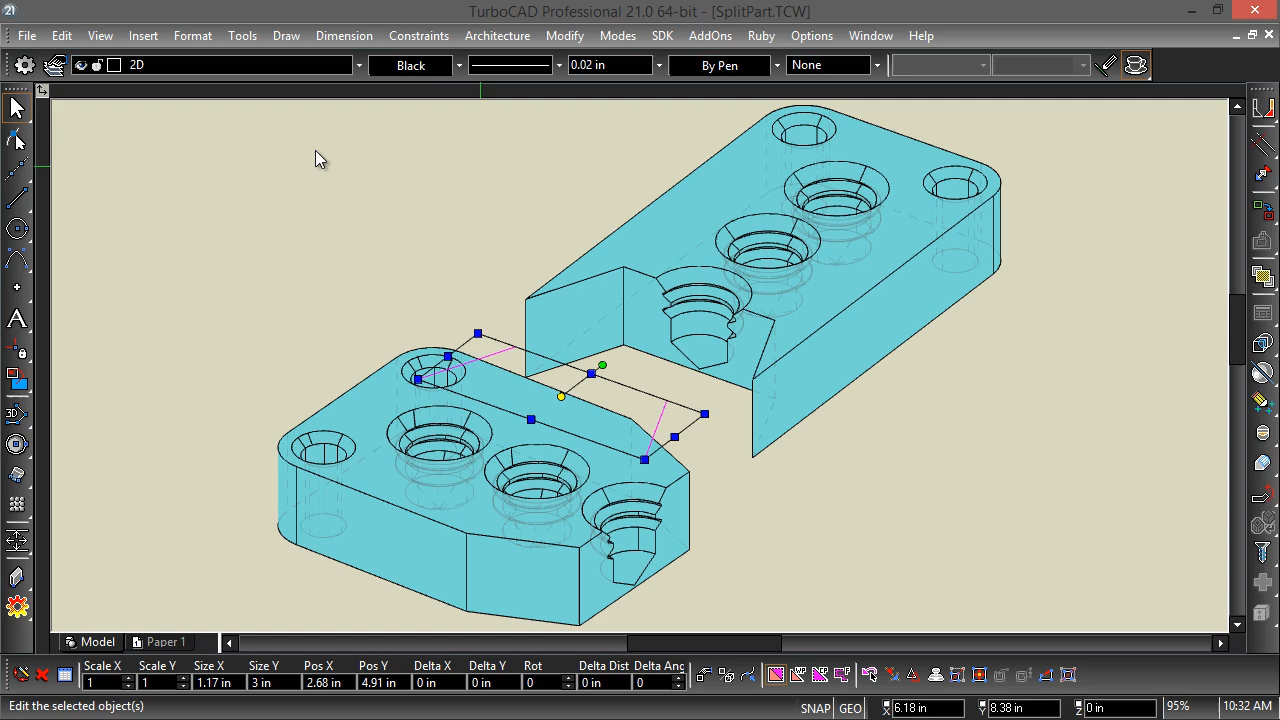 21 TurboCAD Professional 21.0 64-bit - [SplitPart.TCW]
File Edit View Insert Format Tools Draw Dimension Constraints Architecture Modify Modes SDK AddOns Ruby Options Window Help
2D Black 0.02 in By Pen None
Model Paper 1
Scale X Scale Y Size X Size Y Pos X Pos Y Delta X Delta Y Rot Delta Dist Delta Ang
1 1 1.17 in 3 in 2.68 in 4.91 in 0 in 0 in 0 0 in 0
Edit the selected object(s) SNAP GEO X 6.18 in Y 8.38 in Z 0 in 95% 10:32 AM